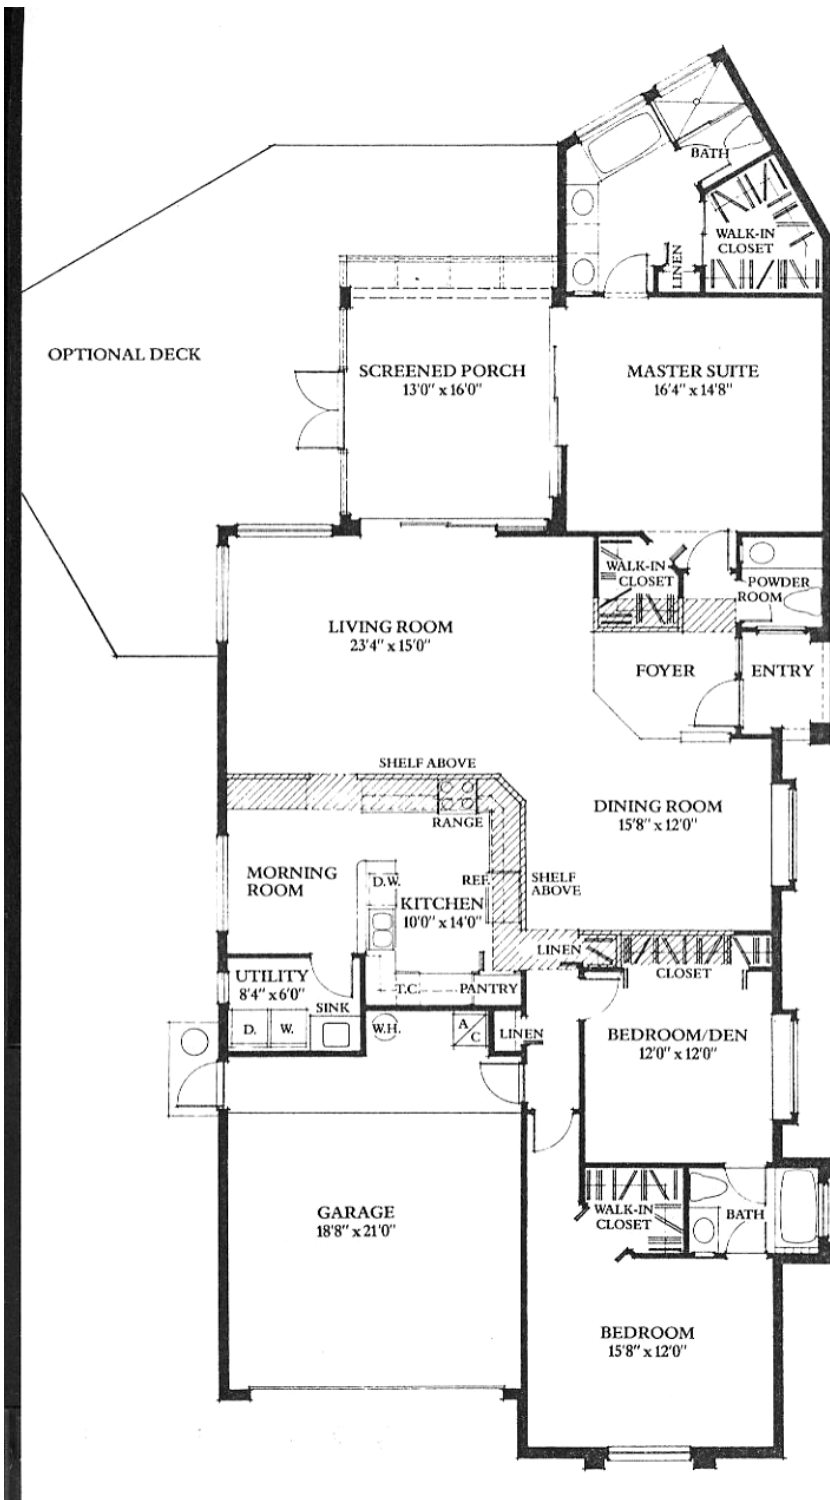 BATH
WALK-IN
CLOSET
LINEN
OPTIONAL DECK
SCREENED PORCH
13'0" x 16'0"
MASTER SUITE
16'4" x 14'8"
WALK-IN
CLOSET
POWDER
ROOM
LIVING ROOM
23'4" x 15'0"
FOYER
ENTRY
SHELF ABOVE
RANGE
DINING ROOM
15'8" x 12'0"
MORNING
ROOM
D.W.
REF.
SHELF
ABOVE
KITCHEN
10'0" x 14'0"
LINEN
CLOSET
UTILITY
8'4" x 6'0"
T.C.
PANTRY
SINK
D.
W.
W.H.
A
C
LINEN
BEDROOM/DEN
12'0" x 12'0"
GARAGE
18'8" x 21'0"
WALK-IN
CLOSET
BATH
BEDROOM
15'8" x 12'0"